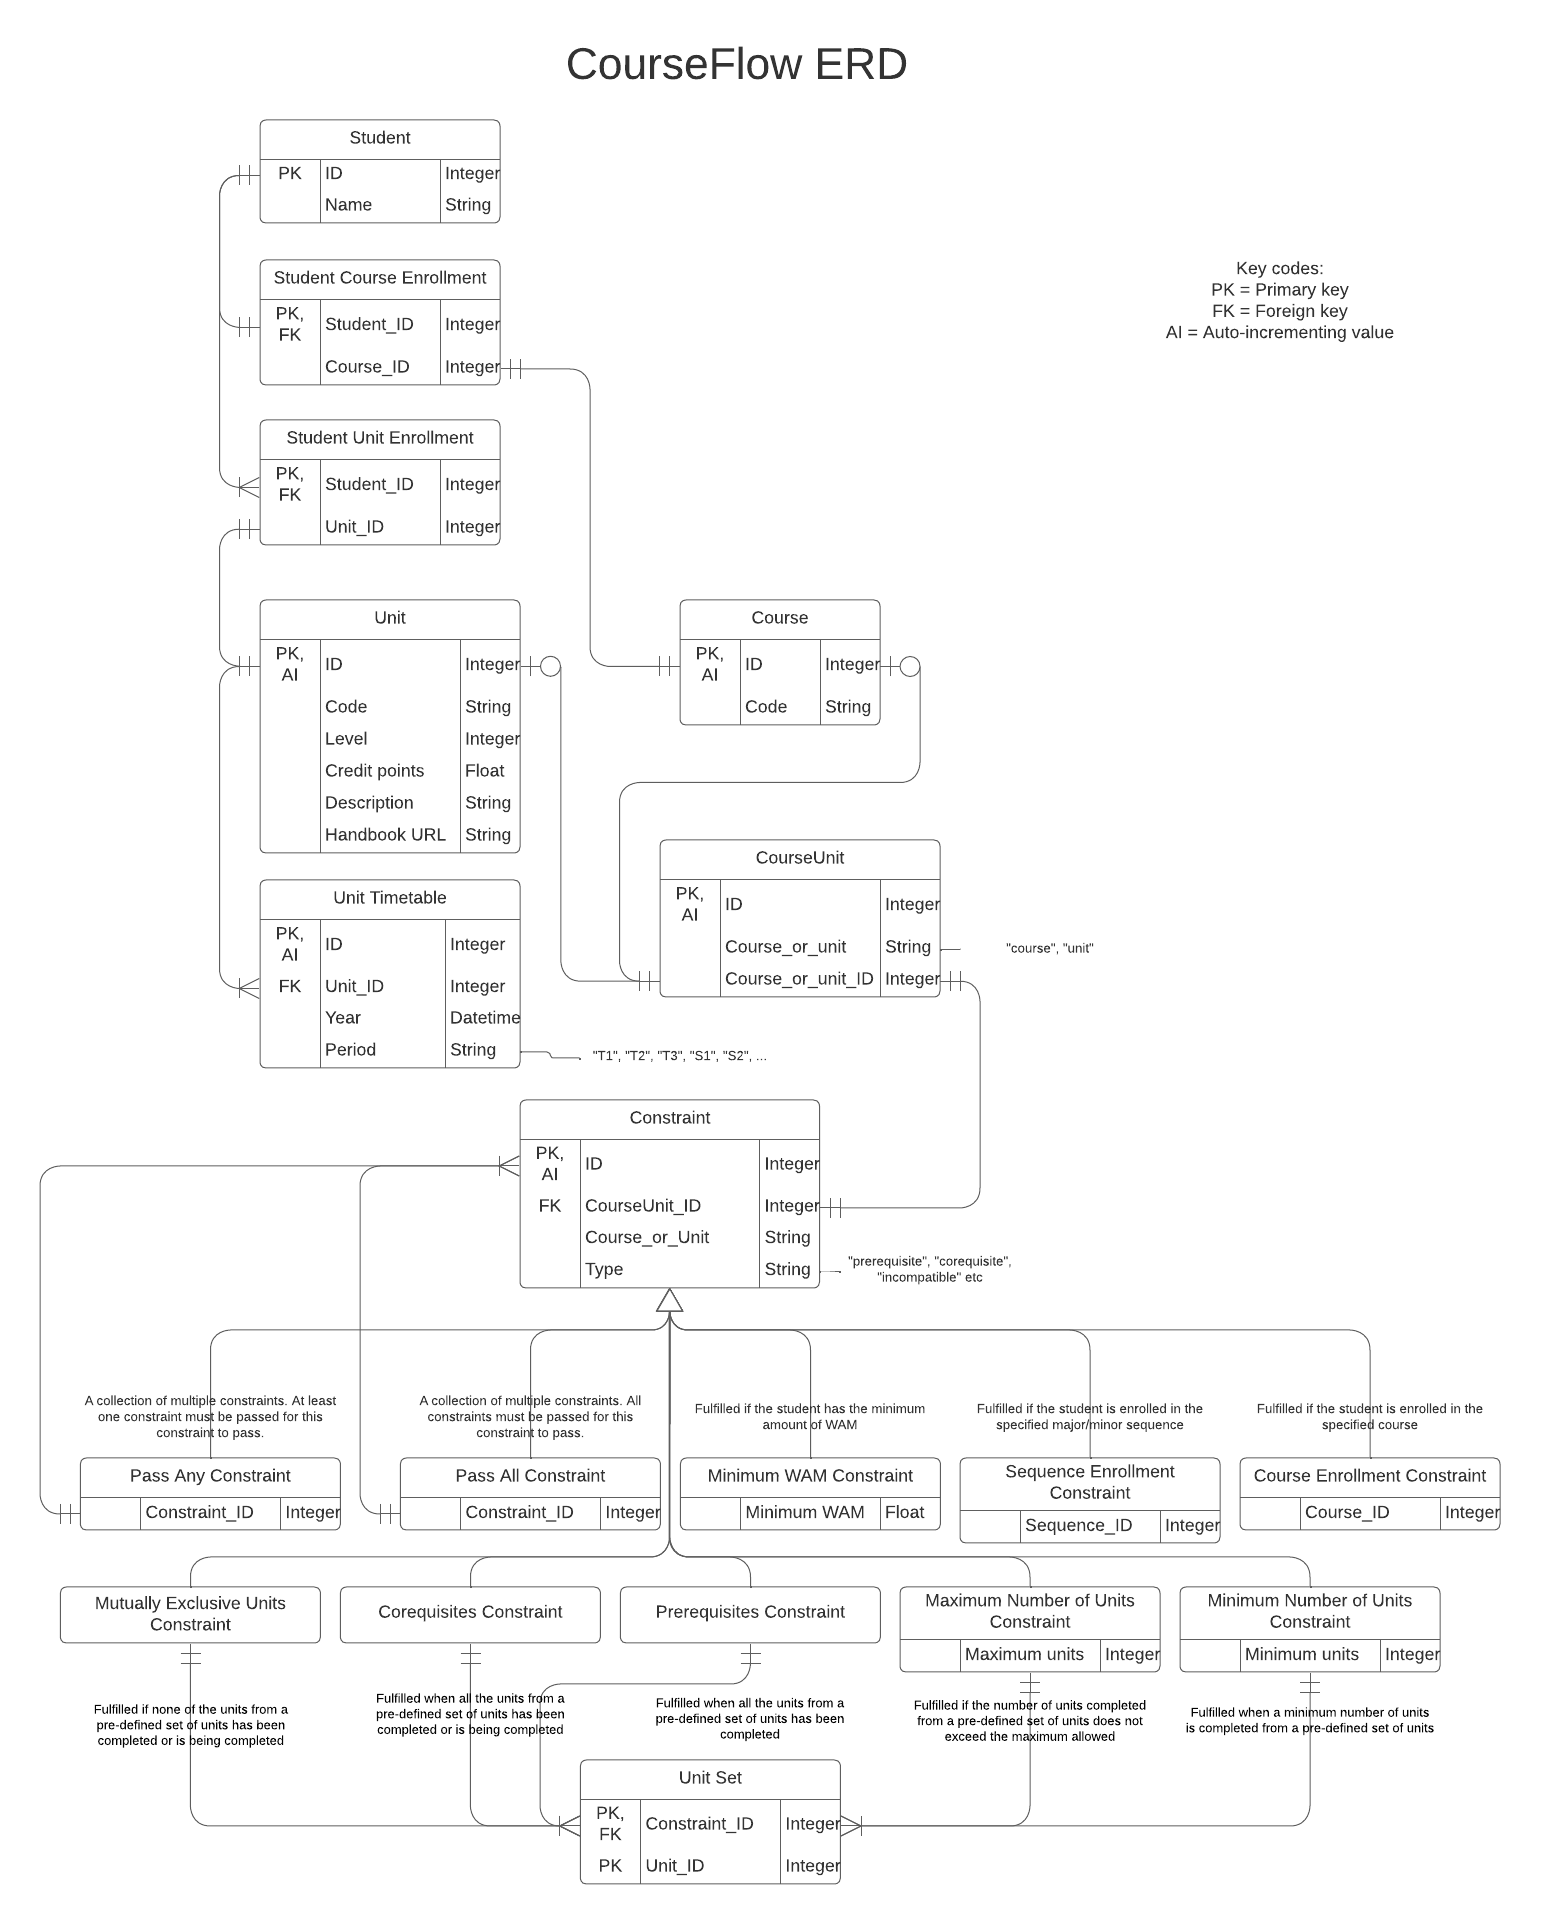 CourseFlow ERD
Student
PK ID Integer
Name String
Key codes:
PK = Primary key
FK = Foreign key
AI = Auto-incrementing value
Student Course Enrollment
PK,
FK Student_ID Integer
Course_ID Integer
Student Unit Enrollment
PK,
FK Student_ID Integer
Unit_ID Integer
Unit
PK,
AI ID Integer
Code String
Level Integer
Credit points Float
Description String
Handbook URL String
Course
PK,
AI ID Integer
Code String
Unit Timetable
PK,
AI ID Integer
FK Unit_ID Integer
Year Datetime
Period String
"T1", "T2", "T3", "S1", "S2", ...
CourseUnit
PK,
AI ID Integer
Course_or_unit String
"course", "unit"
Course_or_unit_ID Integer
Constraint
PK,
AI ID Integer
FK CourseUnit_ID Integer
Course_or_Unit String
Type String
"prerequisite", "corequisite",
"incompatible" etc
A collection of multiple constraints. At least
one constraint must be passed for this
constraint to pass.
Pass Any Constraint
Constraint_ID Integer
A collection of multiple constraints. All
constraints must be passed for this
constraint to pass.
Pass All Constraint
Constraint_ID Integer
Fulfilled if the student has the minimum
amount of WAM
Minimum WAM Constraint
Minimum WAM Float
Fulfilled if the student is enrolled in the
specified major/minor sequence
Sequence Enrollment
Constraint
Sequence_ID Integer
Fulfilled if the student is enrolled in the
specified course
Course Enrollment Constraint
Course_ID Integer
Mutually Exclusive Units
Constraint
Fulfilled if none of the units from a
pre-defined set of units has been
completed or is being completed
Corequisites Constraint
Fulfilled when all the units from a
pre-defined set of units has been
completed or is being completed
Prerequisites Constraint
Fulfilled when all the units from a
pre-defined set of units has been
completed
Maximum Number of Units
Constraint
Maximum units Integer
Fulfilled if the number of units completed
from a pre-defined set of units does not
exceed the maximum allowed
Minimum Number of Units
Constraint
Minimum units Integer
Fulfilled when a minimum number of units
is completed from a pre-defined set of units
Unit Set
PK,
FK Constraint_ID Integer
PK Unit_ID Integer